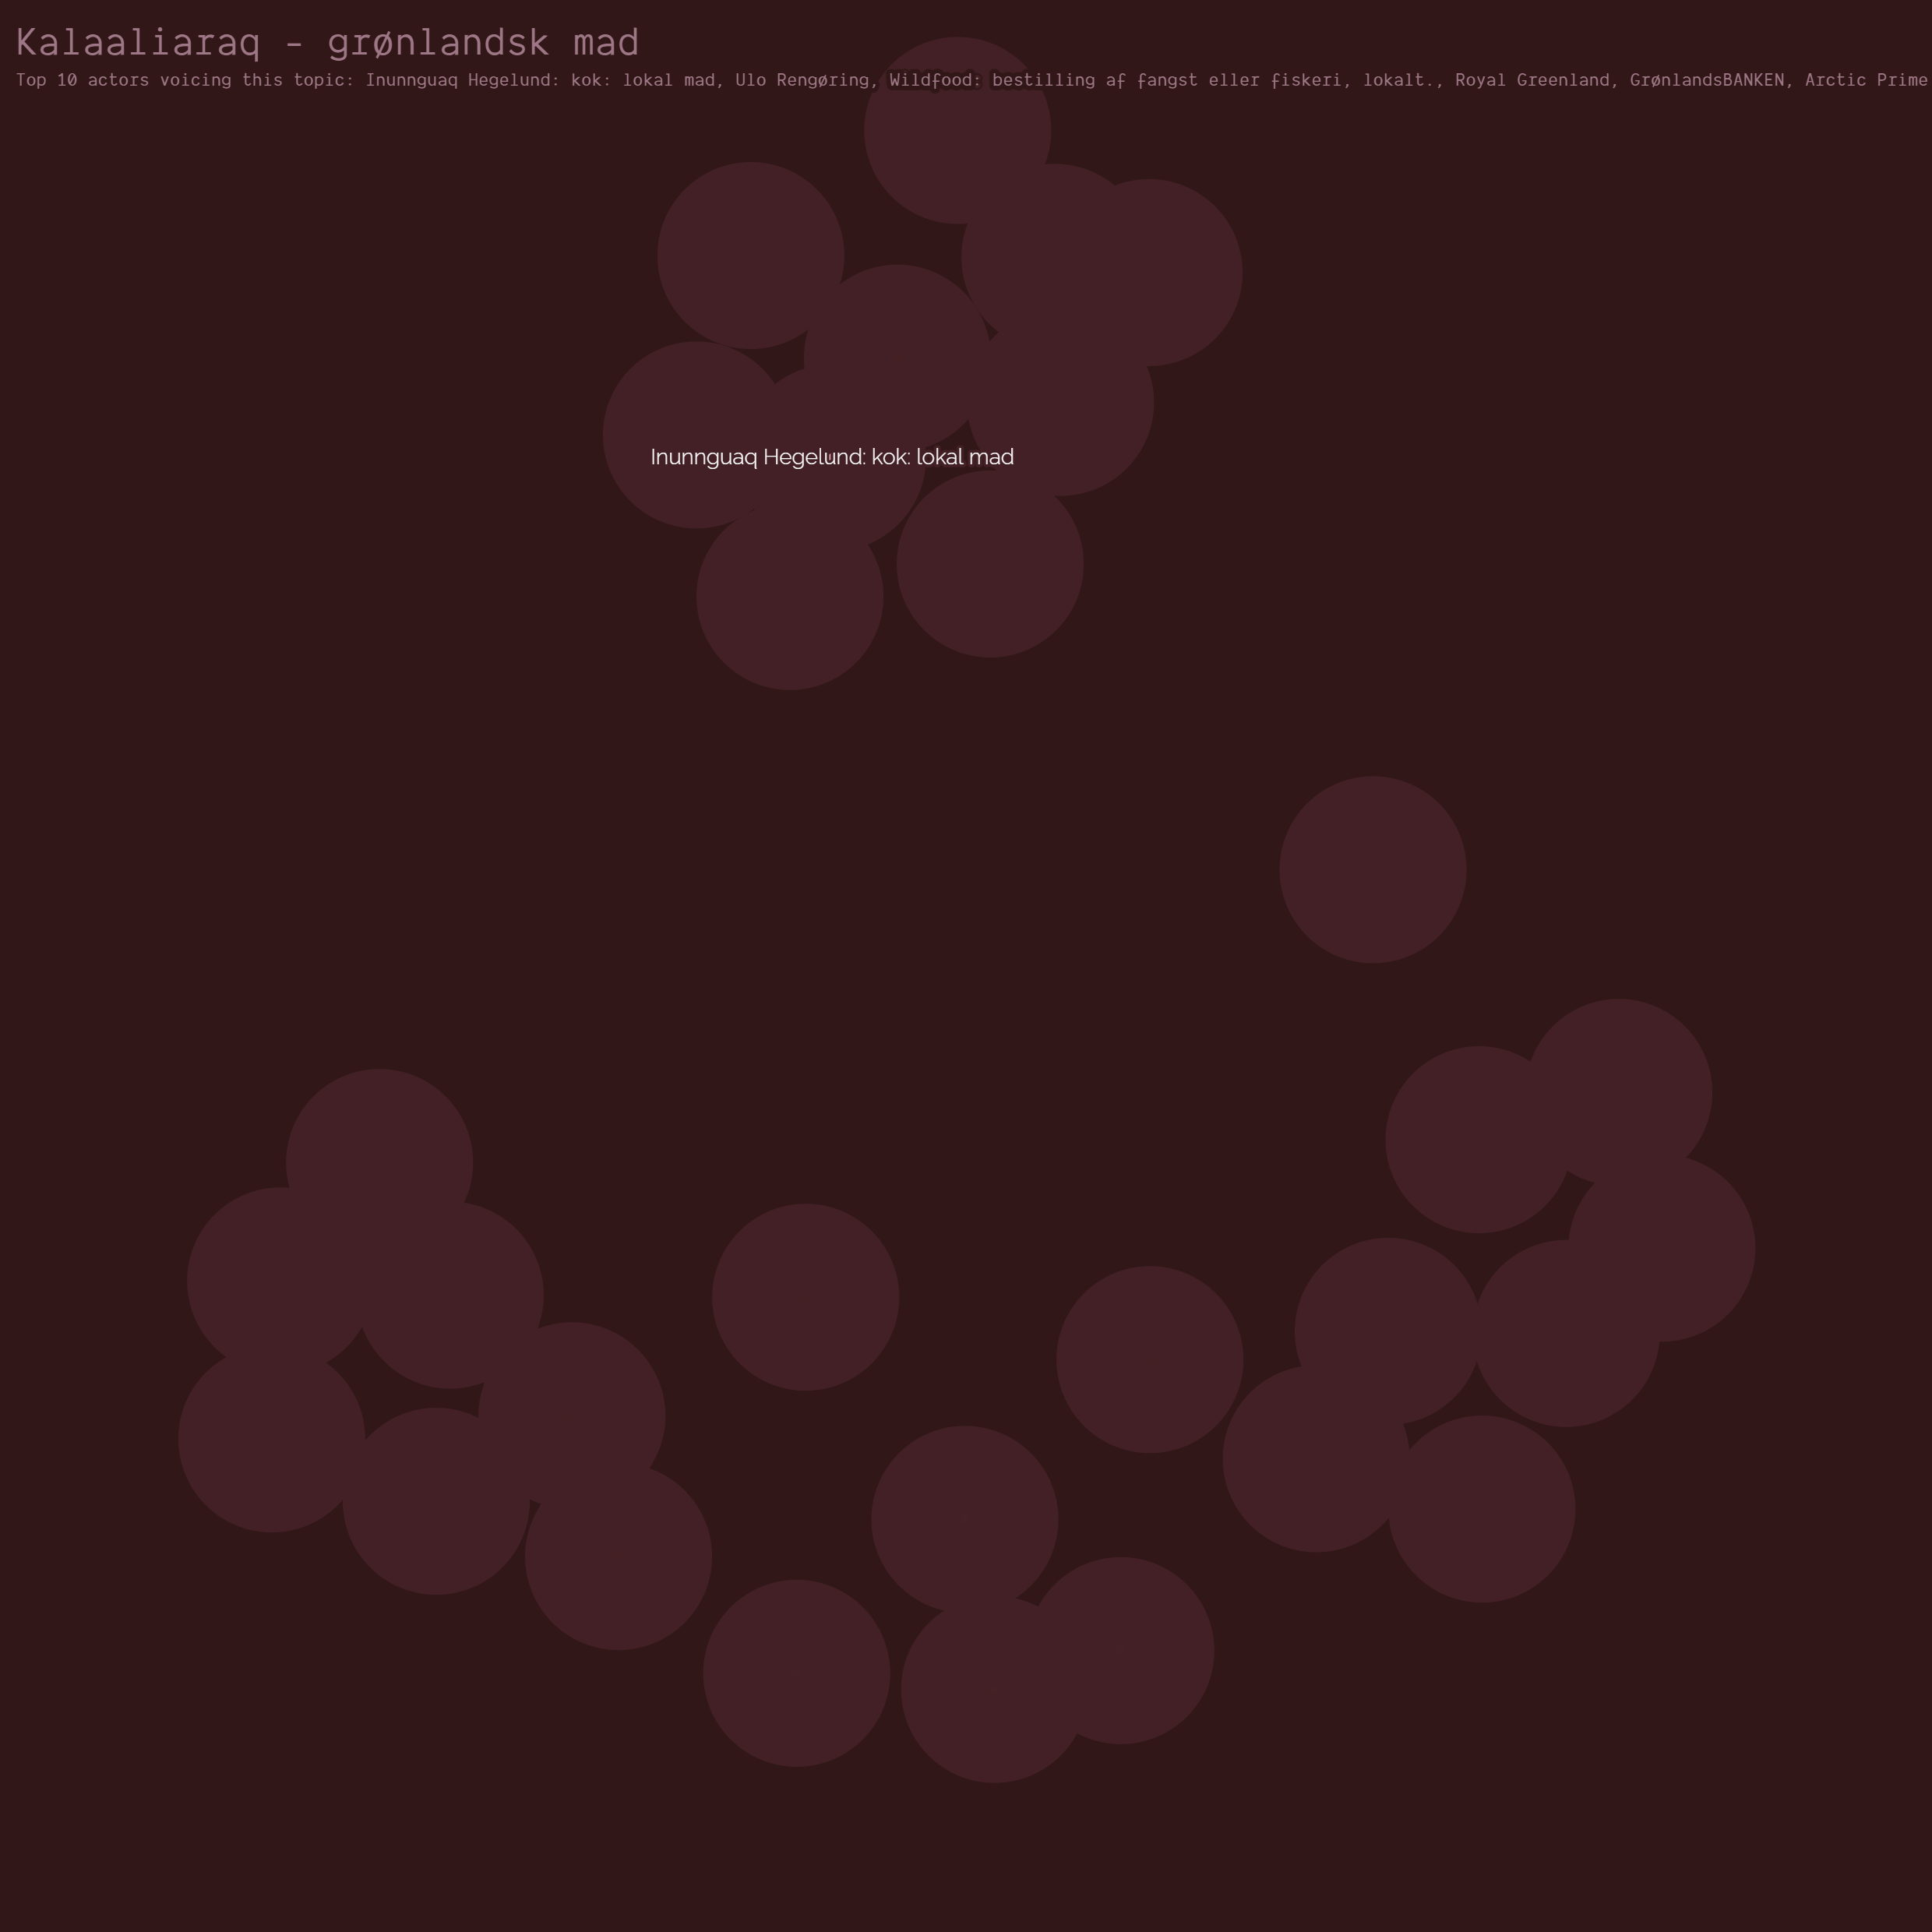 Kalaaliaraq - grønlandsk mad
Top 10 actors voicing this topic: Inunnguaq Hegelund: kok: lokal mad, Ulo Rengøring, Wildfood: bestilling af fangst eller fiskeri, lokalt., Royal Greenland, GrønlandsBANKEN, Arctic Prime
Inunnguaq Hegelund: kok: lokal mad